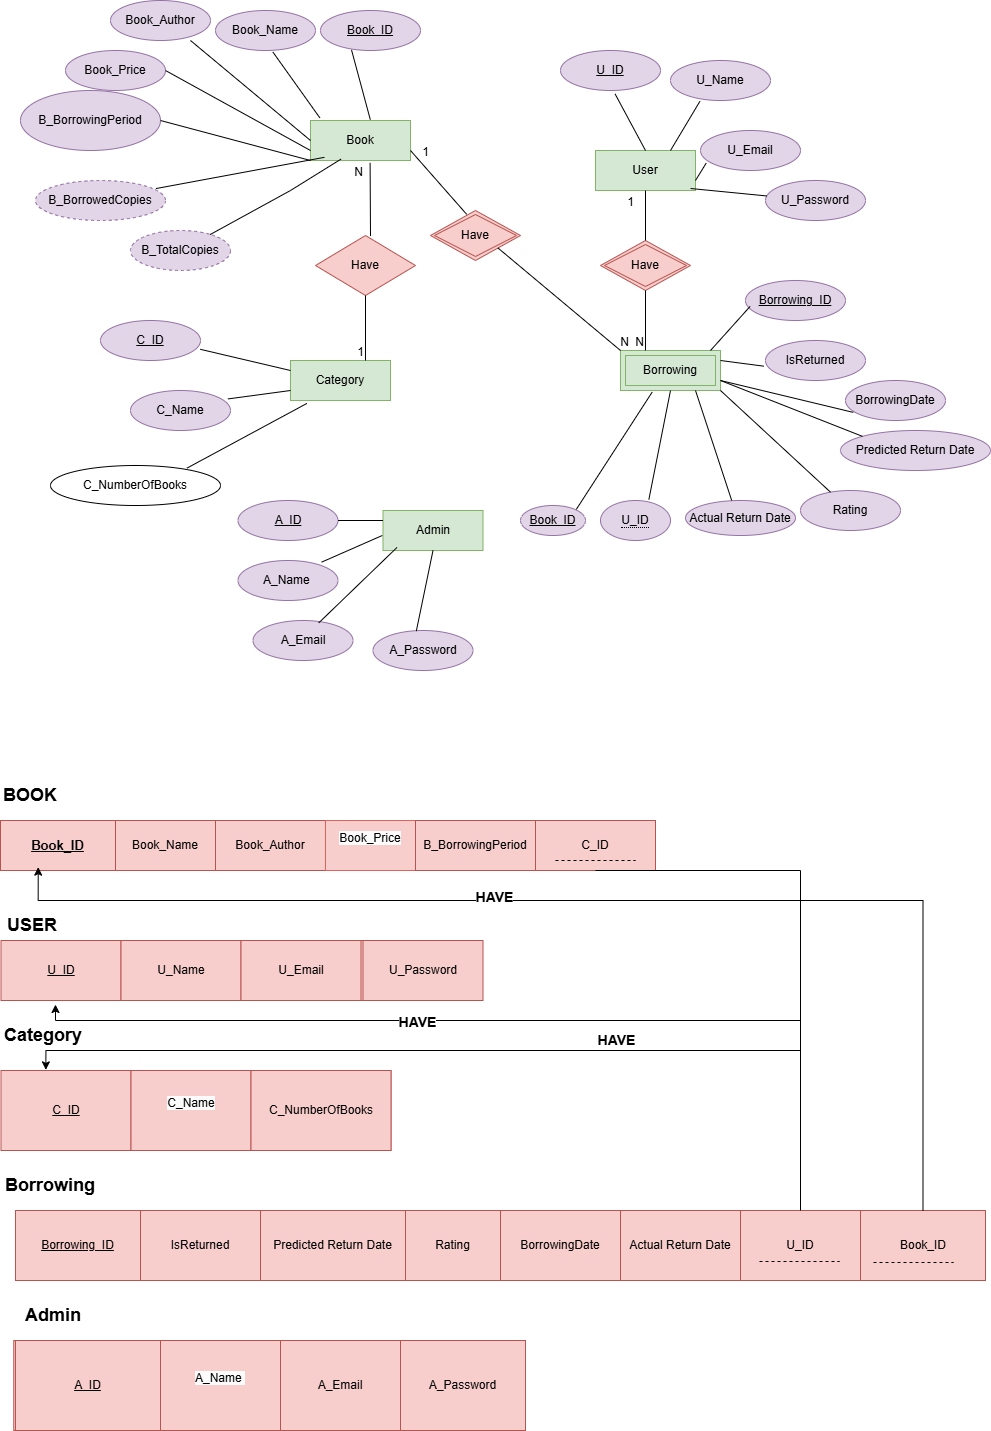 Book_Author
Book_Name
Book_ID
Book_Price
B_BorrowingPeriod
B_BorrowedCopies
B_TotalCopies
Book
N
1
Have
Have
U_ID
U_Name
U_Email
U_Password
User
1
Have
N N
Borrowing
Borrowing_ID
IsReturned
BorrowingDate
Predicted Return Date
Rating
Actual Return Date
U_ID
Book_ID
1
C_ID
Category
C_Name
C_NumberOfBooks
A_ID
Admin
A_Name
A_Email
A_Password
BOOK
Book_ID Book_Name Book_Author Book_Price B_BorrowingPeriod C_ID
HAVE
USER
U_ID U_Name U_Email U_Password
HAVE
Category
HAVE
C_ID C_Name C_NumberOfBooks
Borrowing
Borrowing_ID IsReturned Predicted Return Date Rating BorrowingDate Actual Return Date U_ID Book_ID
Admin
A_ID A_Name A_Email A_Password